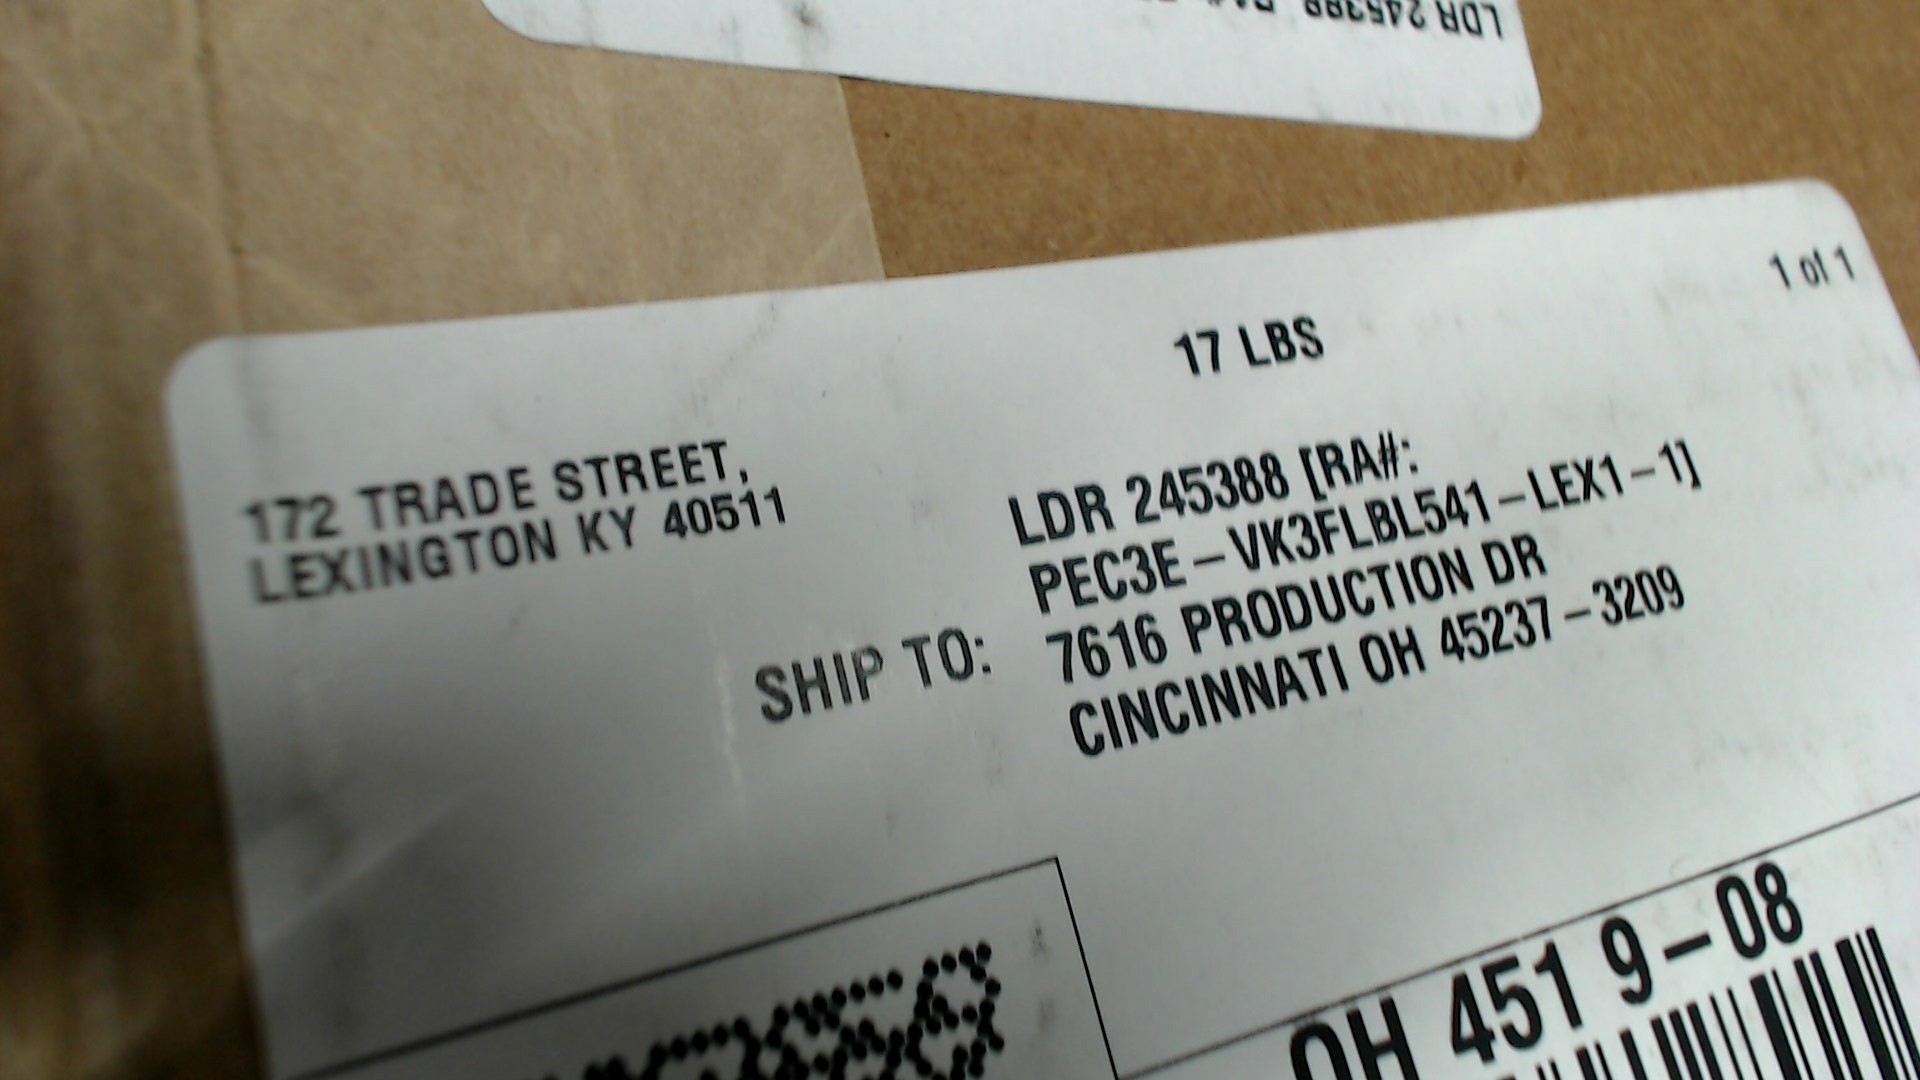 LDR 245388
1 of 1
17 LBS
172 TRADE STREET,
LEXINGTON KY 40511
SHIP TO:
LDR 245388 [RA#:
PEC3E-VK3FLBL541-LEX1-1]
7616 PRODUCTION DR
CINCINNATI OH 45237-3209
OH 451 9-08